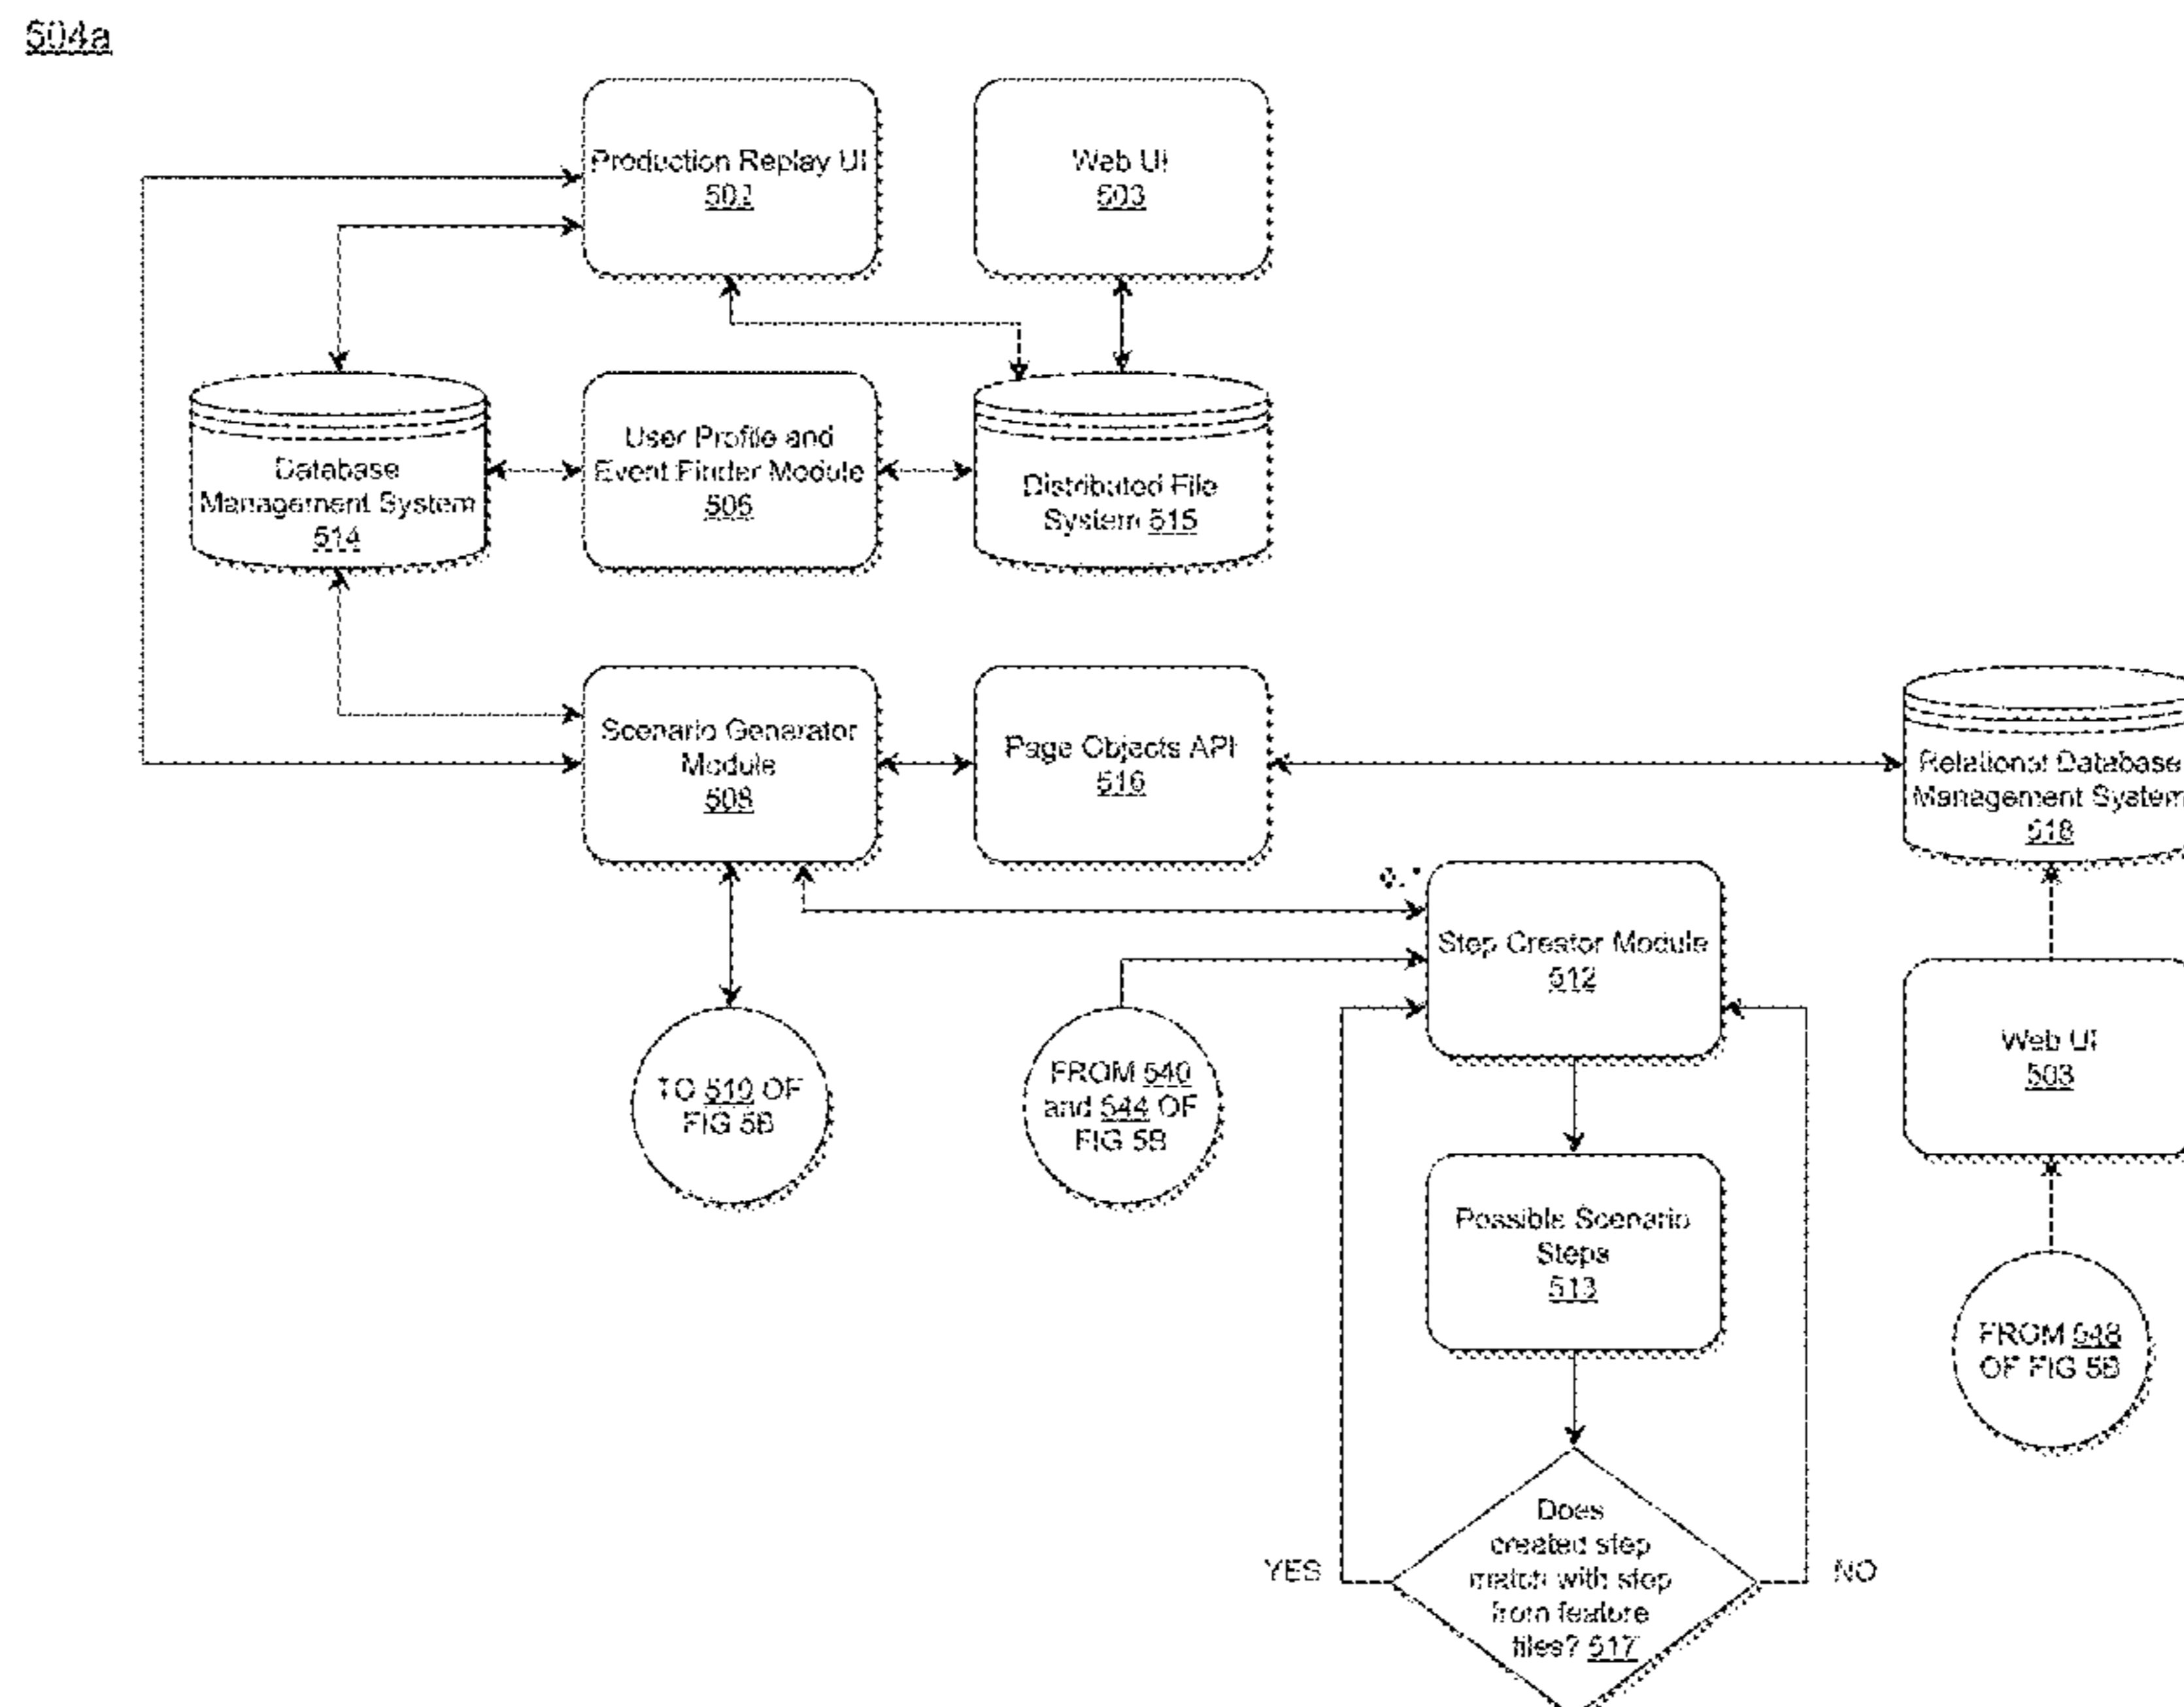 504a
Production Replay UI
502
Web UI
503
Database
Management System
514
User Profile and
Event Finder Module
506
Distributed File
System 515
Scenario Generator
Module
508
Page Objects API
516
Relational Database
Management System
518
0..*
Step Creator Module
512
Web UI
503
TO 519 OF
FIG 5B
FROM 540
and 544 OF
FIG 5B
Possible Scenario
Steps
513
FROM 548
OF FIG 5B
Does
created step
match with step
from feature
files? 517
YES
NO